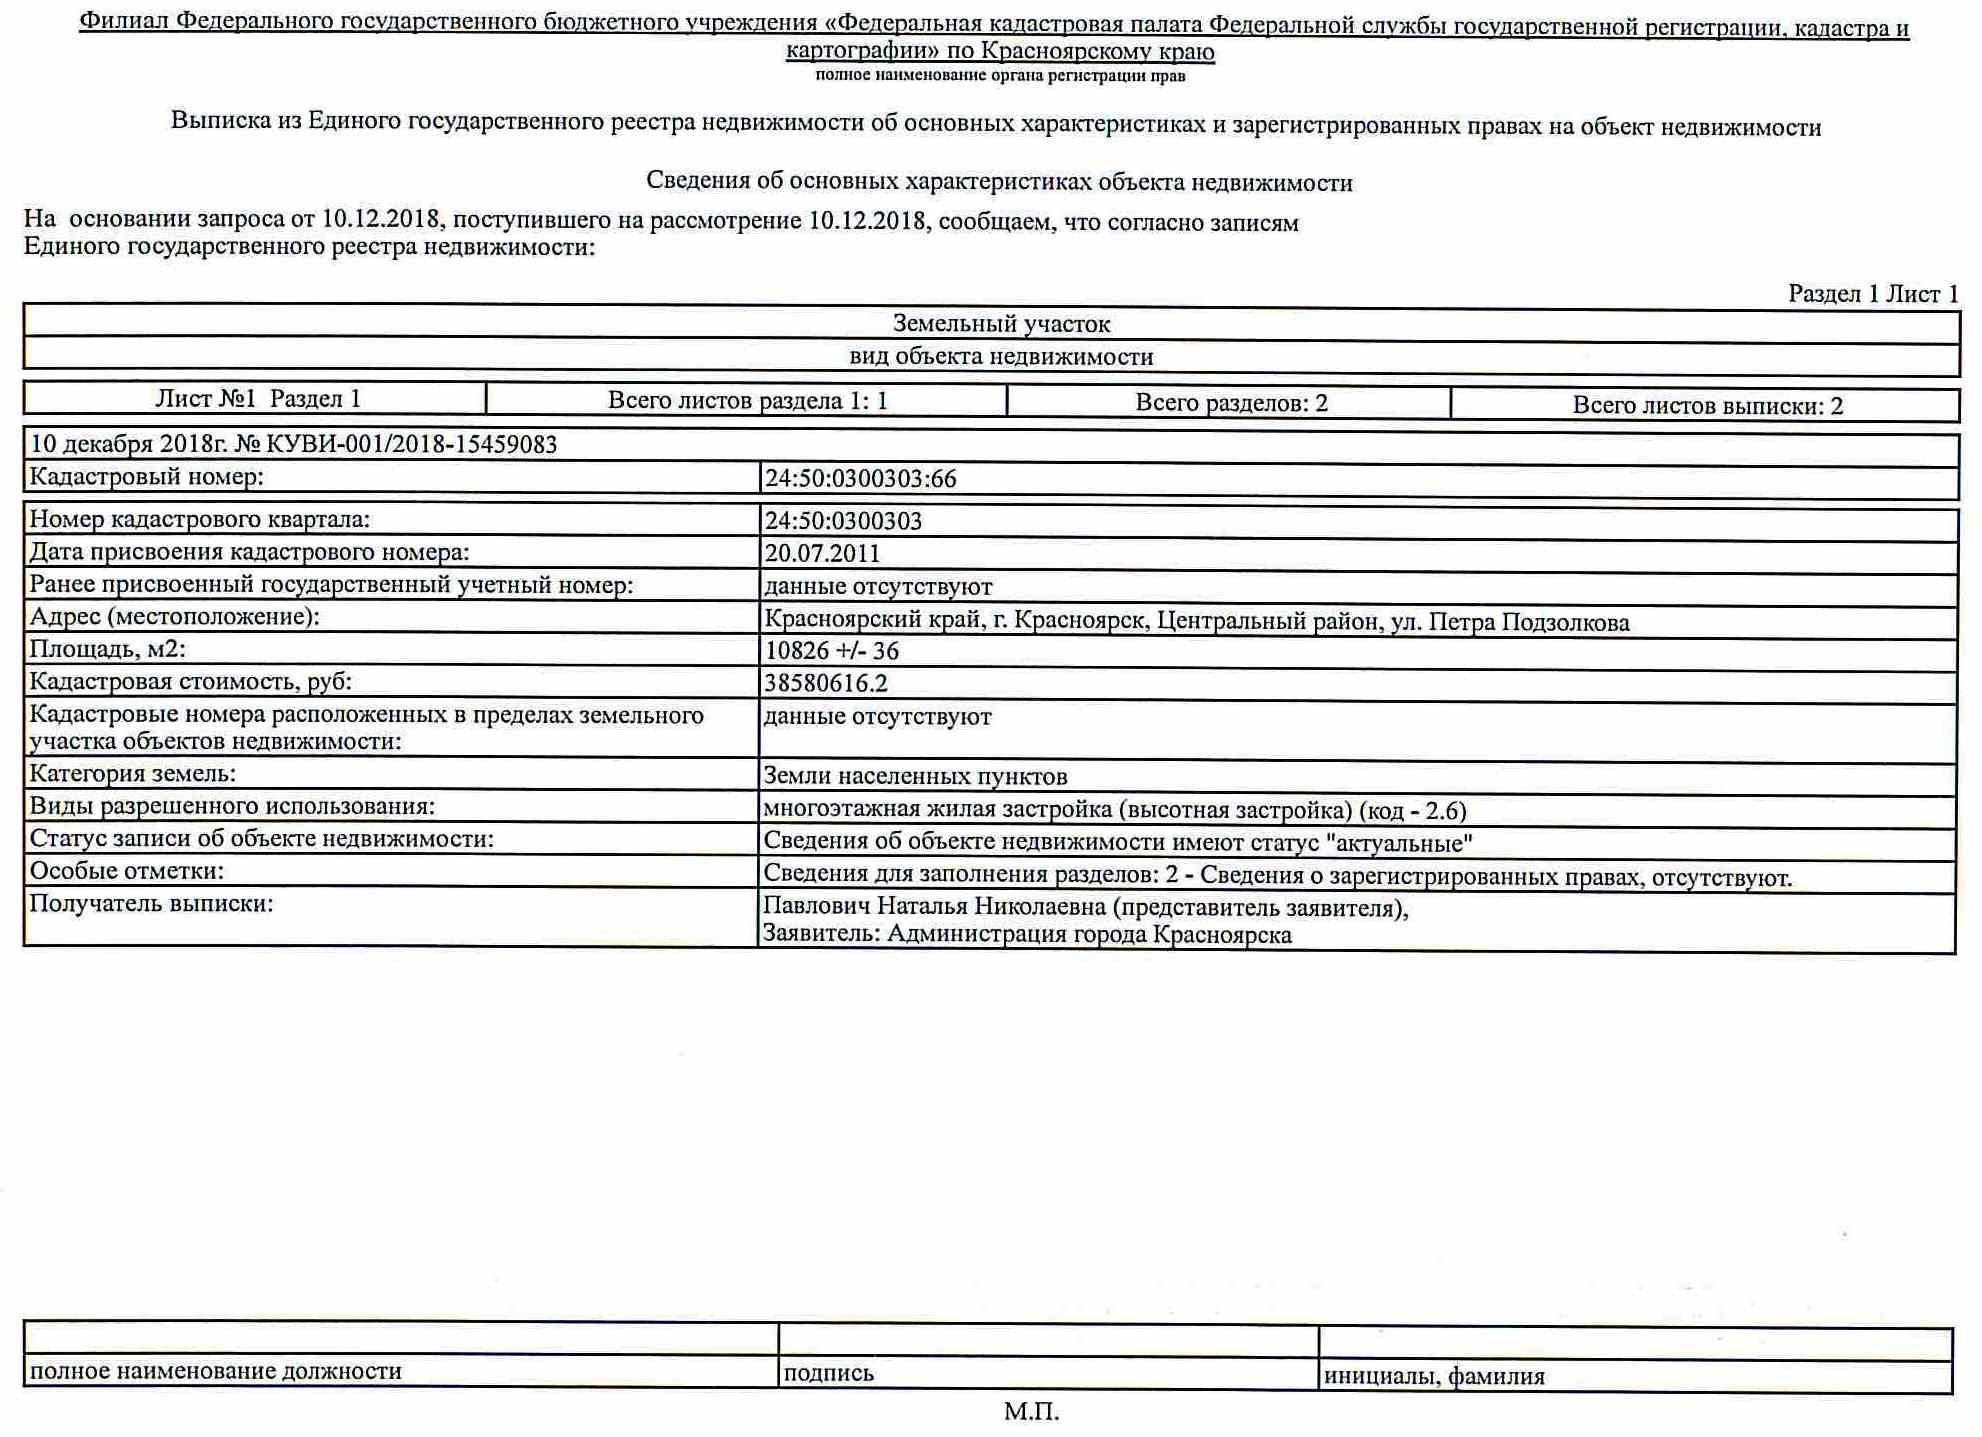 Филиал Федерального государственного бюджетного учреждения «Федеральная кадастровая палата Федеральной службы государственной регистрации, кадастра и
картографии» по Красноярскому краю
полное наименование органа регистрации прав
Выписка из Единого государственного реестра недвижимости об основных характеристиках и зарегистрированных правах на объект недвижимости
Сведения об основных характеристиках объекта недвижимости
На основании запроса от 10.12.2018, поступившего на рассмотрение 10.12.2018, сообщаем, что согласно записям
Единого государственного реестра недвижимости:
Раздел 1 Лист 1
Земельный участок
вид объекта недвижимости
Лист №1 Раздел 1 Всего листов раздела 1: 1 Всего разделов: 2 Всего листов выписки: 2
10 декабря 2018г. № КУВИ-001/2018-15459083
Кадастровый номер: 24:50:0300303:66
Номер кадастрового квартала: 24:50:0300303
Дата присвоения кадастрового номера: 20.07.2011
Ранее присвоенный государственный учетный номер: данные отсутствуют
Адрес (местоположение): Красноярский край, г. Красноярск, Центральный район, ул. Петра Подзолкова
Площадь, м2: 10826 +/- 36
Кадастровая стоимость, руб: 38580616.2
Кадастровые номера расположенных в пределах земельного данные отсутствуют
участка объектов недвижимости:
Категория земель: Земли населенных пунктов
Виды разрешенного использования: многоэтажная жилая застройка (высотная застройка) (код - 2.6)
Статус записи об объекте недвижимости: Сведения об объекте недвижимости имеют статус "актуальные"
Особые отметки: Сведения для заполнения разделов: 2 - Сведения о зарегистрированных правах, отсутствуют.
Получатель выписки: Павлович Наталья Николаевна (представитель заявителя),
Заявитель: Администрация города Красноярска
полное наименование должности подпись инициалы, фамилия
М.П.